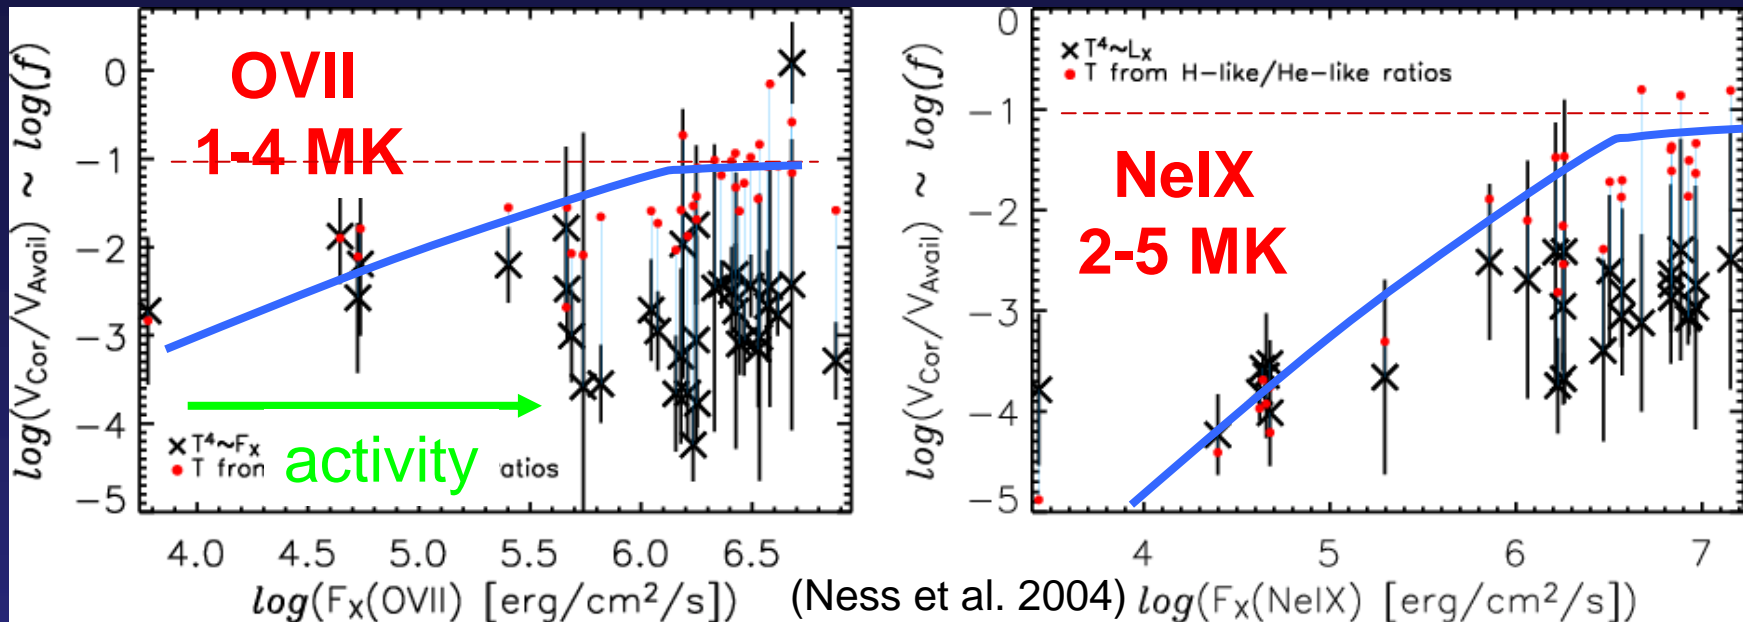 OVII
1-4 MK
log(V_Cor/V_Avail) ~ log(f)
0
−1
−2
−3
−4
−5
activity
× T⁴~Fx
• T from atios
4.0 4.5 5.0 5.5 6.0 6.5
log(Fx(OVII) [erg/cm²/s])
(Ness et al. 2004)
× T⁴~Lx
• T from H-like/He-like ratios
NeIX
2-5 MK
log(V_Cor/V_Avail) ~ log(f)
0
−1
−2
−3
−4
−5
4 5 6 7
log(Fx(NeIX) [erg/cm²/s])